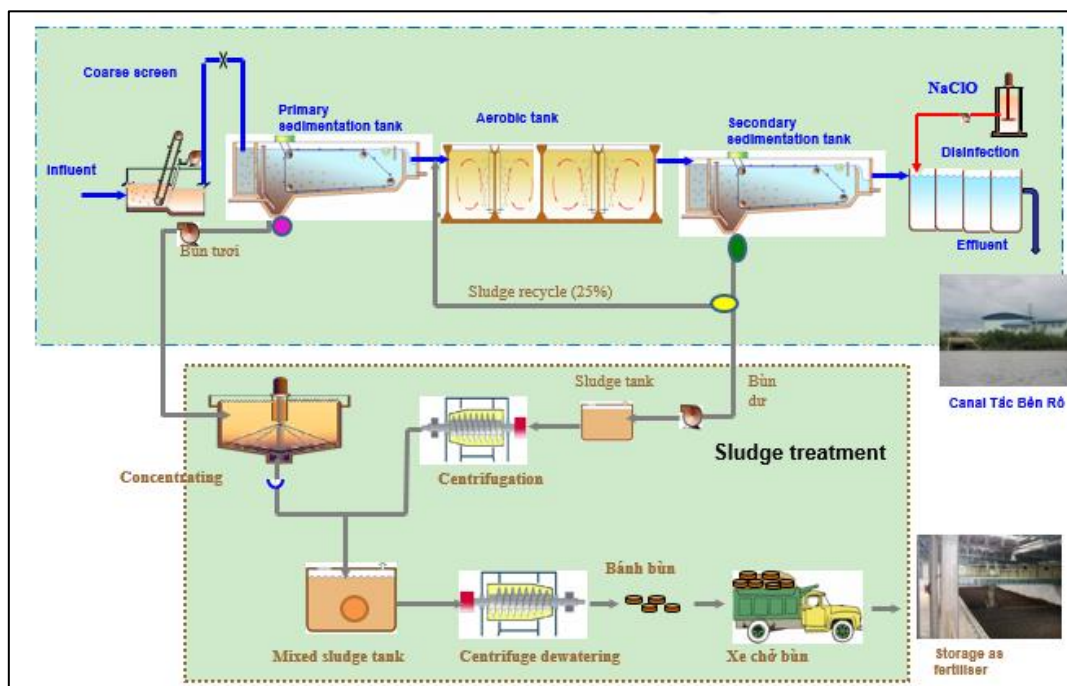 Coarse screen
NaClO
Primary
sedimentation tank
Aerobic tank
Secondary
sedimentation tank
Disinfection
Influent
Bùn tươi
Effluent
Sludge recycle (25%)
Sludge tank
Bùn
dư
Canal Tắc Bến Rô
Sludge treatment
Concentrating
Centrifugation
Bánh bùn
Mixed sludge tank
Centrifuge dewatering
Xe chở bùn
Storage as
fertiliser